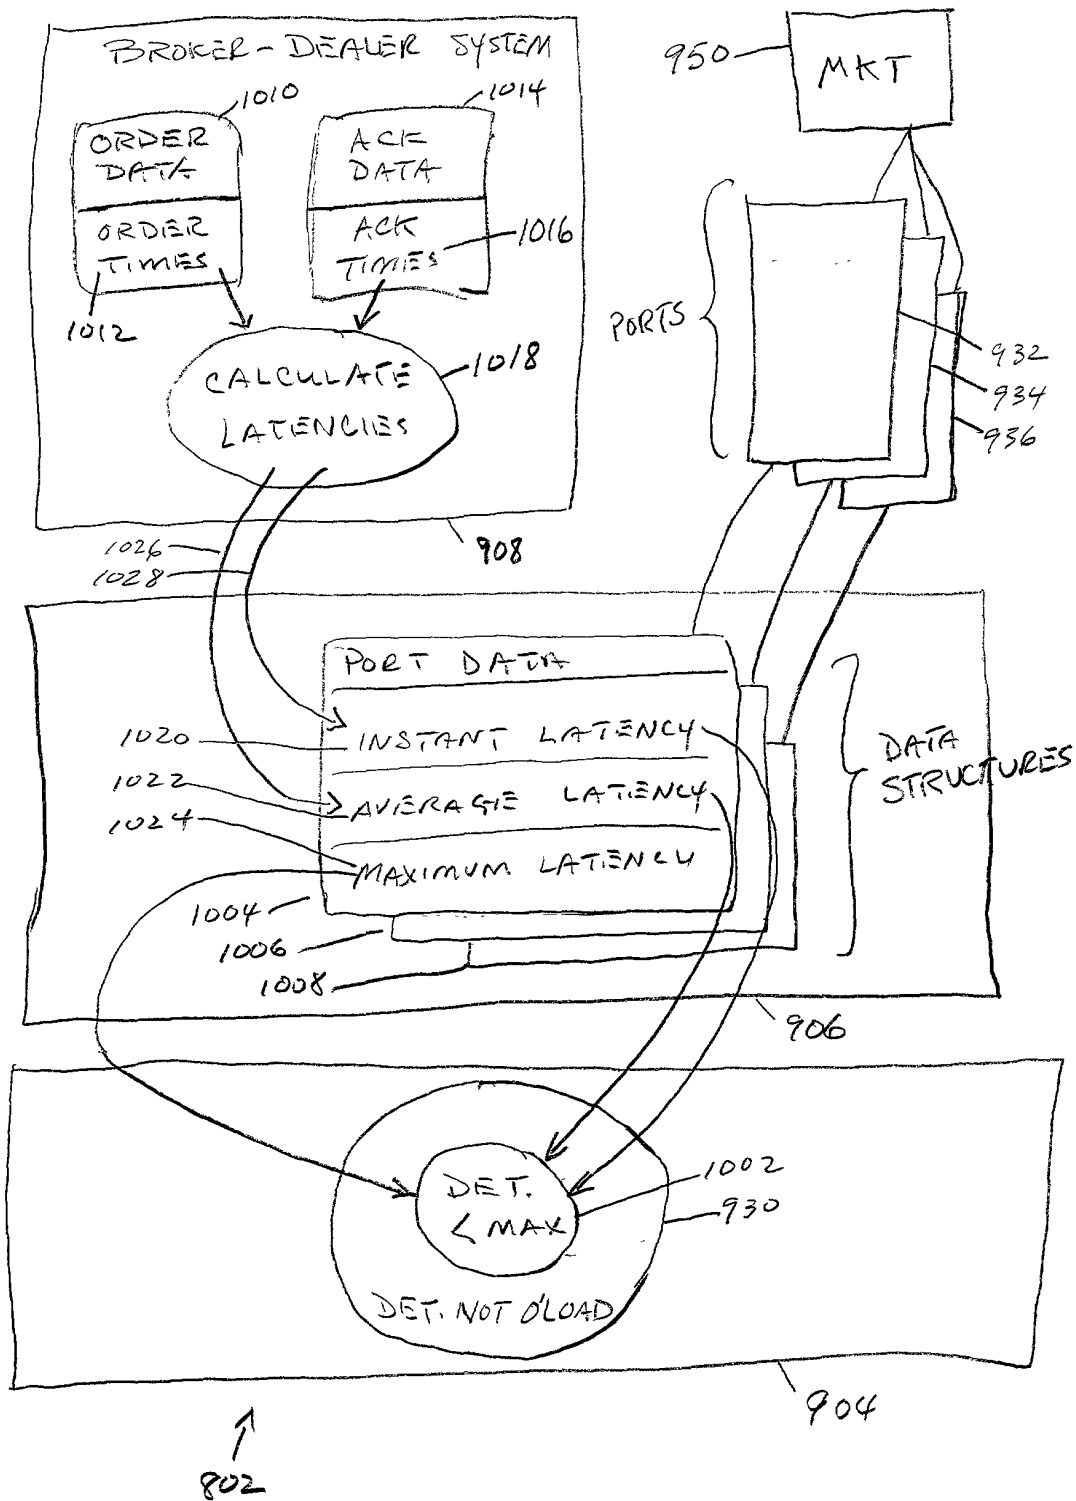 BROKER-DEALER SYSTEM
1010
1014
950
MKT
ORDER
DATA
ACK
DATA
ORDER
TIMES
ACK
TIMES
1016
1012
PORTS
932
934
936
CALCULATE
LATENCIES
1018
1026
1028
908
PORT DATA
1020
INSTANT LATENCY
DATA
STRUCTURES
1022
AVERAGE LATENCY
1024
MAXIMUM LATENCY
1004
1006
1008
906
DET.
< MAX
1002
930
DET. NOT O'LOAD
904
802